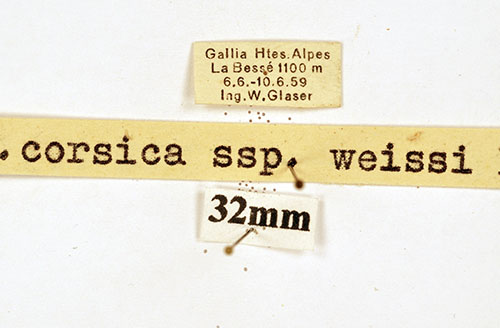 Gallia Htes. Alpes
La Bessé 1100 m
6.6.-10.6.59
Ing. W. Glaser
. corsica ssp. weissi
32mm